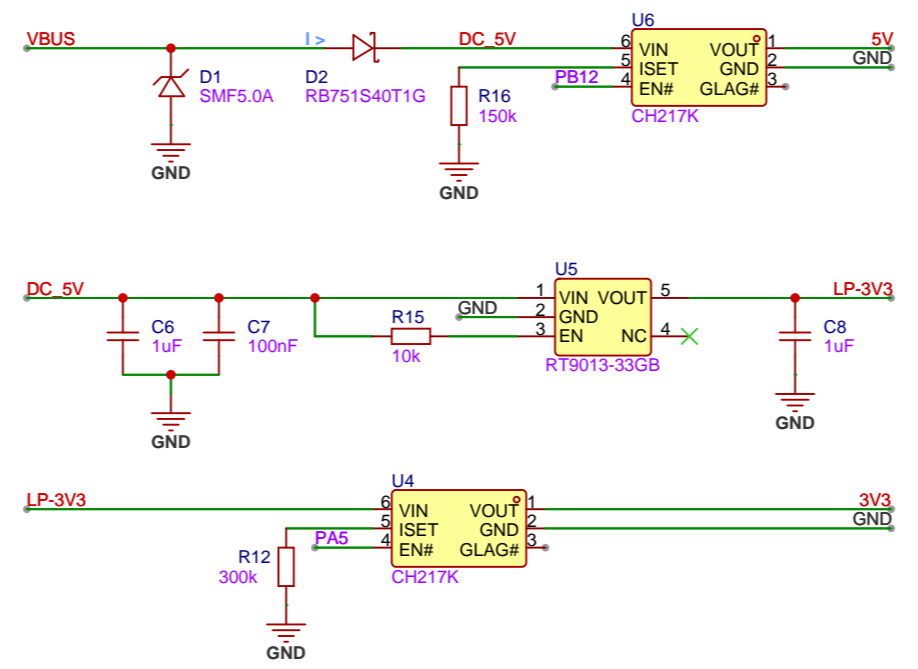 U6
VBUS
I >
DC_5V
6 VIN VOUT 1
5V
5 ISET GND 2
GND
PB12
4 EN# GLAG# 3
D1
SMF5.0A
D2
RB751S40T1G
R16
150k
CH217K
GND
GND
U5
DC_5V
1 VIN VOUT 5
LP-3V3
GND
2 GND
R15
3 EN NC 4
10k
RT9013-33GB
C6
1uF
C7
100nF
C8
1uF
GND
GND
U4
LP-3V3
6 VIN VOUT 1
3V3
5 ISET GND 2
GND
PA5
4 EN# GLAG# 3
R12
300k
CH217K
GND